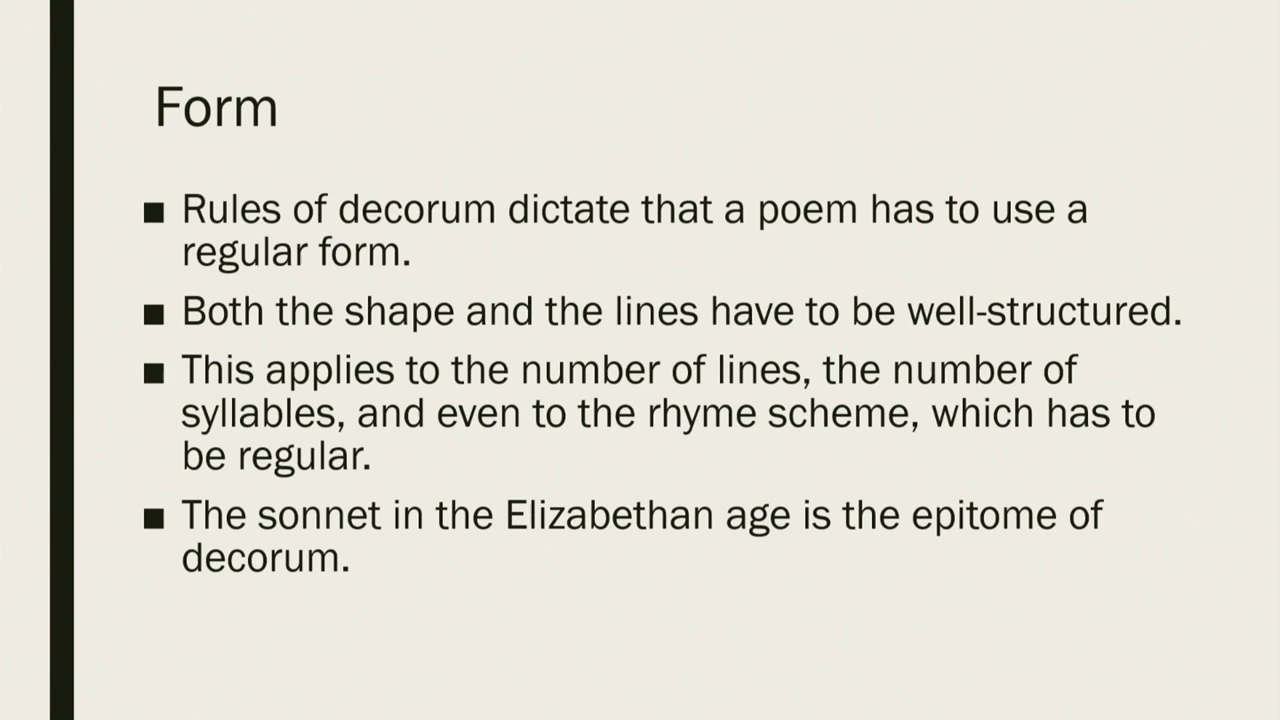 Form
■ Rules of decorum dictate that a poem has to use a
regular form.
■ Both the shape and the lines have to be well-structured.
■ This applies to the number of lines, the number of
syllables, and even to the rhyme scheme, which has to
be regular.
■ The sonnet in the Elizabethan age is the epitome of
decorum.